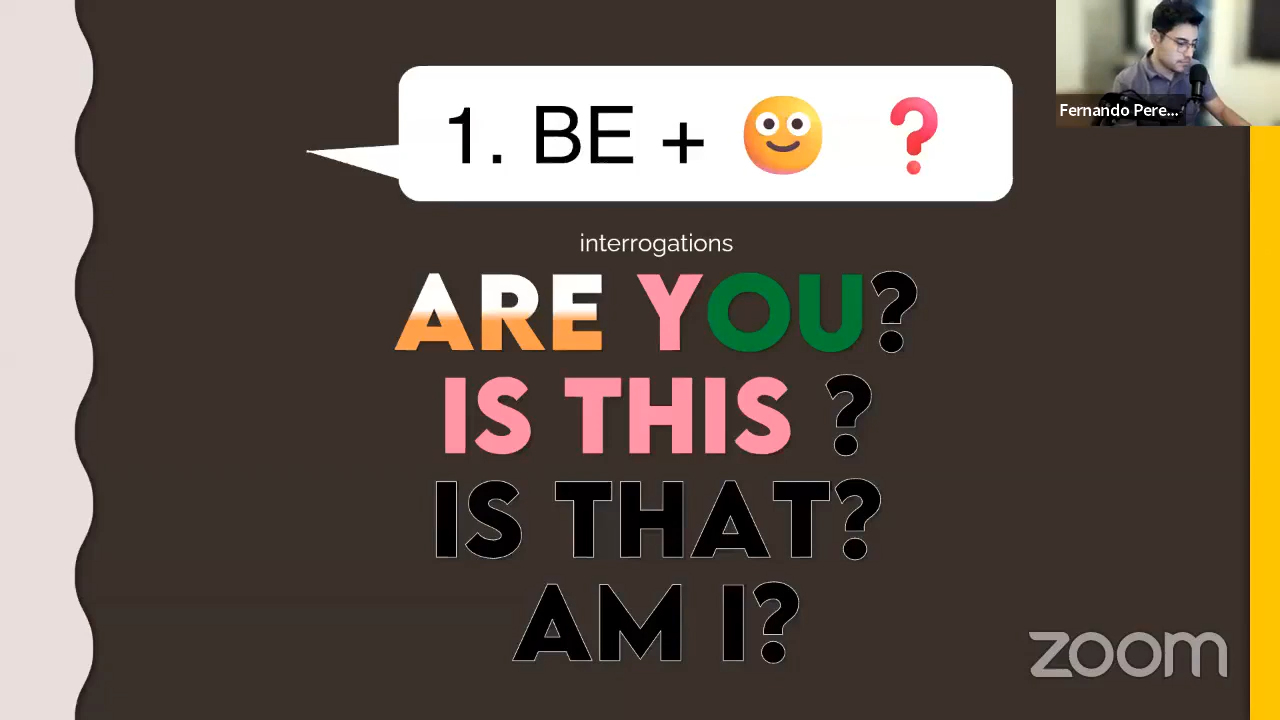 1. BE + ?
Fernando Pere...
interrogations
ARE YOU?
IS THIS ?
IS THAT?
AM I?
zoom